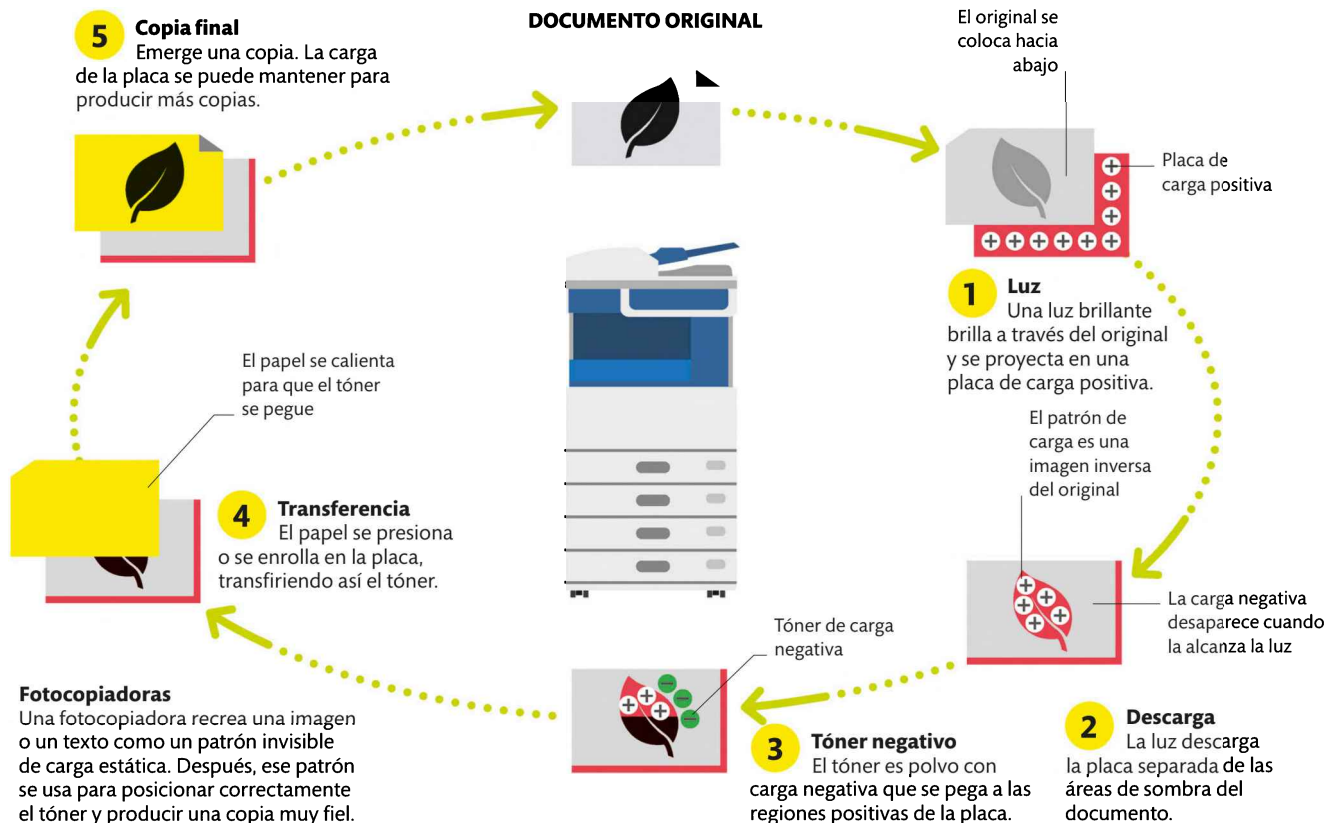 DOCUMENTO ORIGINAL
El original se
coloca hacia
abajo
Placa de
carga positiva
1 Luz
Una luz brillante
brilla a través del original
y se proyecta en una
placa de carga positiva.
El patrón de
carga es una
imagen inversa
del original
La carga negativa
desaparece cuando
la alcanza la luz
2 Descarga
La luz descarga
la placa separada de las
áreas de sombra del
documento.
Tóner de carga
negativa
3 Tóner negativo
El tóner es polvo con
carga negativa que se pega a las
regiones positivas de la placa.
4 Transferencia
El papel se presiona
o se enrolla en la placa,
transfiriendo así el tóner.
El papel se calienta
para que el tóner
se pegue
5 Copia final
Emerge una copia. La carga
de la placa se puede mantener para
producir más copias.
Fotocopiadoras
Una fotocopiadora recrea una imagen
o un texto como un patrón invisible
de carga estática. Después, ese patrón
se usa para posicionar correctamente
el tóner y producir una copia muy fiel.